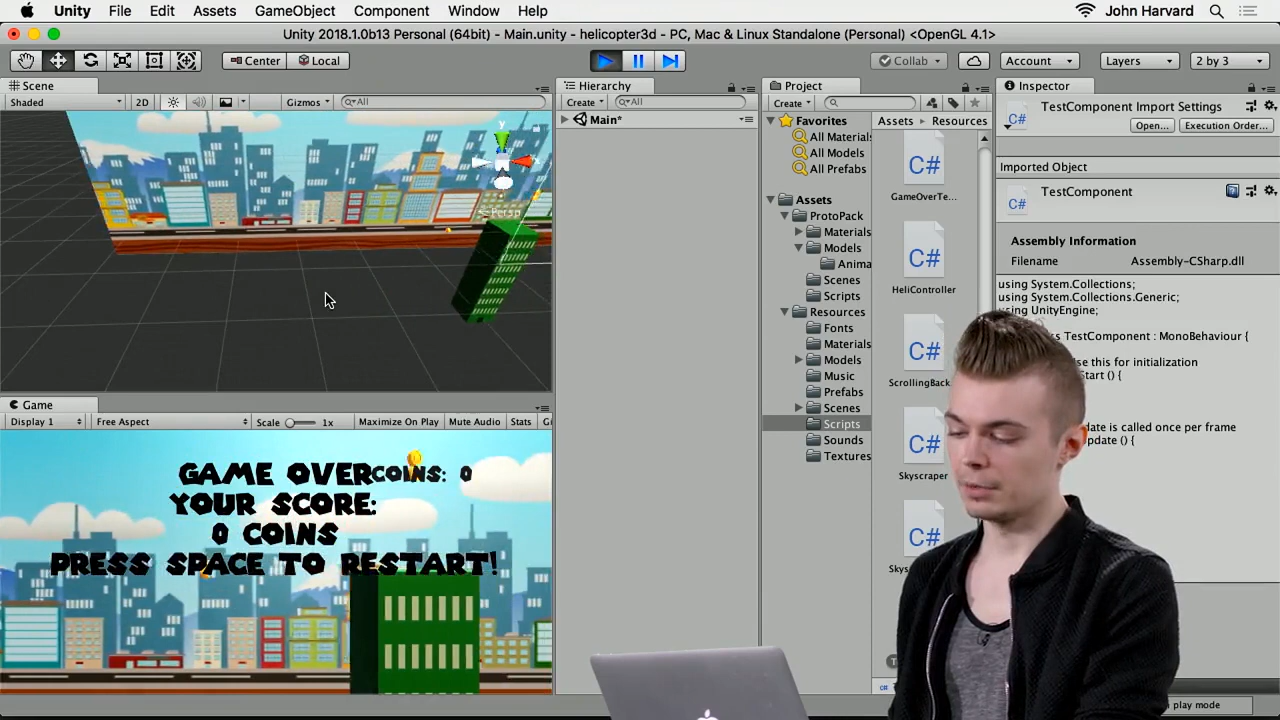 Unity File Edit Assets GameObject Component Window Help John Harvard
Unity 2018.1.0b13 Personal (64bit) - Main.unity - helicopter3d - PC, Mac & Linux Standalone (Personal) <OpenGL 4.1>
Center Local Collab Account Layers 2 by 3
Scene
Shaded 2D Gizmos All
y
x
Persp
Game
Display 1 Free Aspect Scale 1x Maximize On Play Mute Audio Stats
GAME OVER COINS: 0
YOUR SCORE:
0 COINS
PRESS SPACE TO RESTART!
Hierarchy
Create All
Main*
Project
Create
Favorites
All Materials
All Models
All Prefabs
Assets
ProtoPack
Materials
Models
Anima
Scenes
Scripts
Resources
Fonts
Materials
Models
Music
Prefabs
Scenes
Scripts
Sounds
Textures
Assets Resources
C#
GameOverTe...
C#
HeliController
C#
ScrollingBack
C#
Skyscraper
C#
Inspector
C#
TestComponent Import Settings
Open... Execution Order...
Imported Object
C#
TestComponent
Assembly Information
Filename Assembly-CSharp.dll
using System.Collections;
using System.Collections.Generic;
using UnityEngine;
TestComponent : MonoBehaviour {
this for initialization
Start () {
is called once per frame
play mode